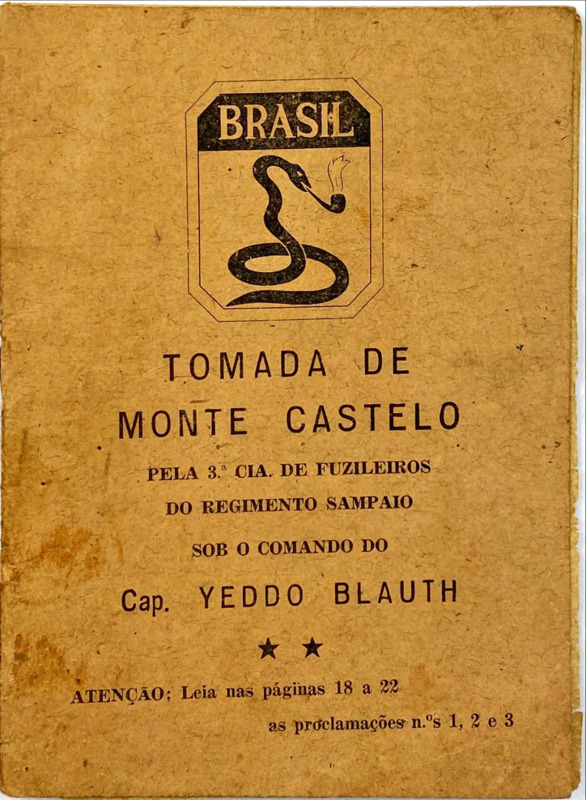 BRASIL
TOMADA DE
MONTE CASTELO
PELA 3.ª CIA. DE FUZILEIROS
DO REGIMENTO SAMPAIO
SOB O COMANDO DO
Cap. YEDDO BLAUTH
★ ★
ATENÇÃO: Leia nas páginas 18 a 22
as proclamações n.ºs 1, 2 e 3